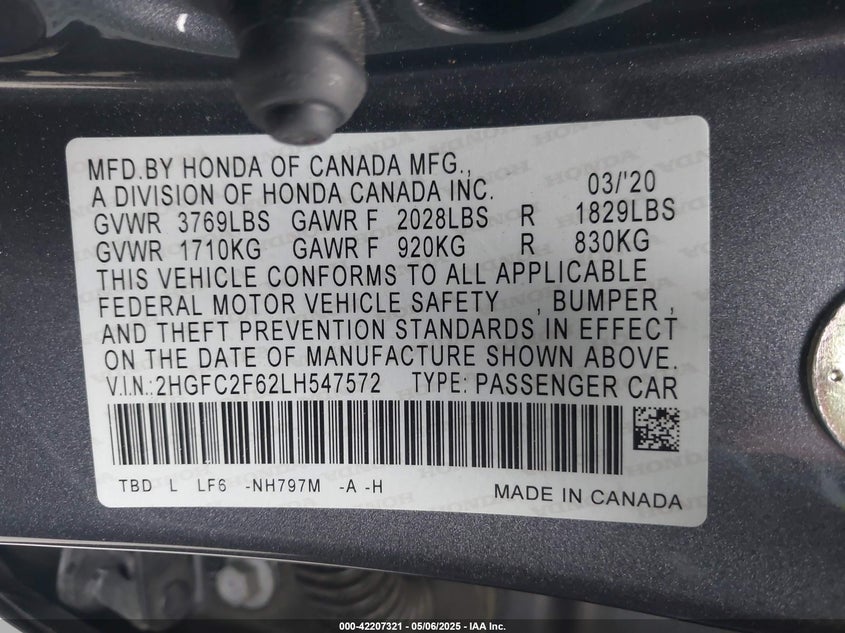 MFD.BY HONDA OF CANADA MFG.,
A DIVISION OF HONDA CANADA INC. 03/'20
GVWR 3769LBS GAWR F 2028LBS R 1829LBS
GVWR 1710KG GAWR F 920KG R 830KG
THIS VEHICLE CONFORMS TO ALL APPLICABLE
FEDERAL MOTOR VEHICLE SAFETY , BUMPER ,
AND THEFT PREVENTION STANDARDS IN EFFECT
ON THE DATE OF MANUFACTURE SHOWN ABOVE.
V.I.N.:2HGFC2F62LH547572 TYPE: PASSENGER CAR
TBD L LF6 -NH797M -A -H MADE IN CANADA
000-42207321 - 05/06/2025 - IAA Inc.